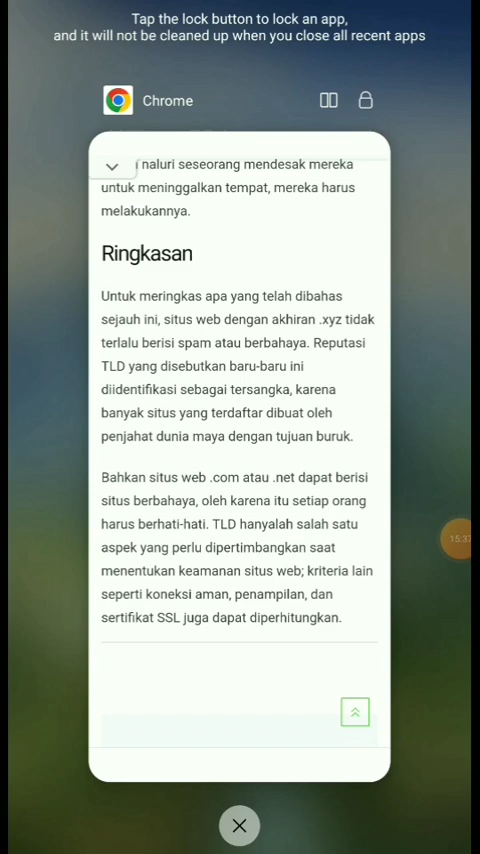 Tap the lock button to lock an app,
and it will not be cleaned up when you close all recent apps
Chrome
naluri seseorang mendesak mereka
untuk meninggalkan tempat, mereka harus
melakukannya.
Ringkasan
Untuk meringkas apa yang telah dibahas
sejauh ini, situs web dengan akhiran .xyz tidak
terlalu berisi spam atau berbahaya. Reputasi
TLD yang disebutkan baru-baru ini
diidentifikasi sebagai tersangka, karena
banyak situs yang terdaftar dibuat oleh
penjahat dunia maya dengan tujuan buruk.
Bahkan situs web .com atau .net dapat berisi
situs berbahaya, oleh karena itu setiap orang
harus berhati-hati. TLD hanyalah salah satu
aspek yang perlu dipertimbangkan saat
menentukan keamanan situs web; kriteria lain
seperti koneksi aman, penampilan, dan
sertifikat SSL juga dapat diperhitungkan.
15:37